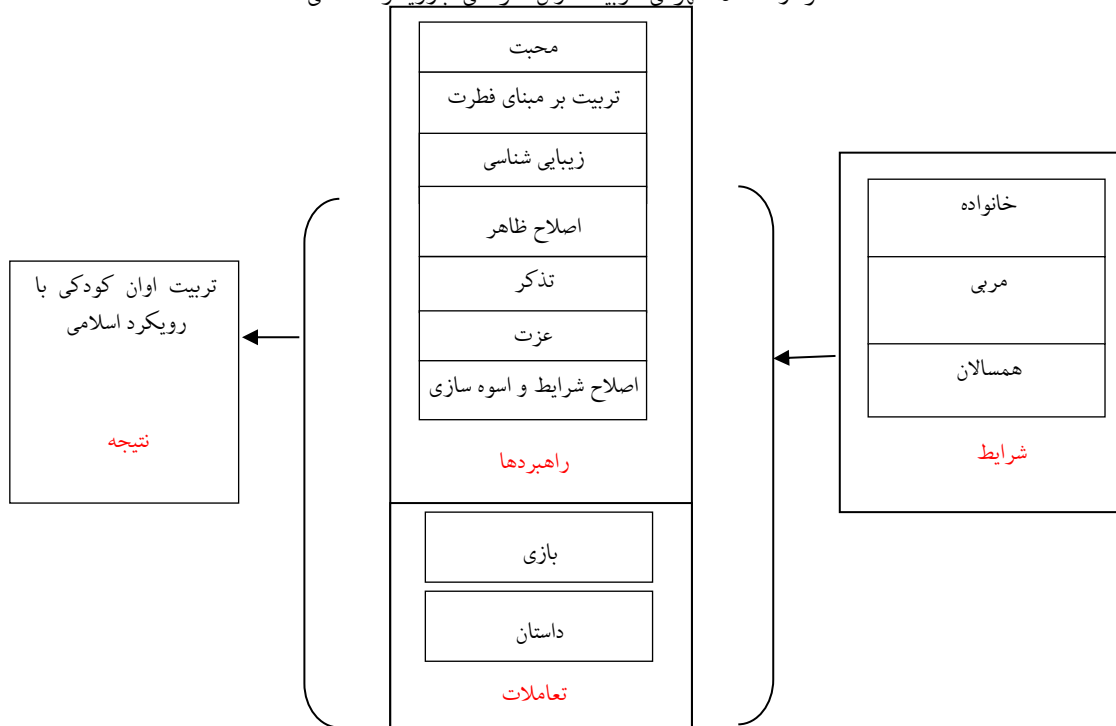 محبت
تربیت بر مبنای فطرت
زیبایی شناسی
اصلاح ظاهر
تذکر
عزت
اصلاح شرایط و اسوه سازی
راهبردها
بازی
داستان
تعاملات
خانواده
مربی
همسالان
شرایط
تربیت اوان کودکی با
رویکرد اسلامی
نتیجه